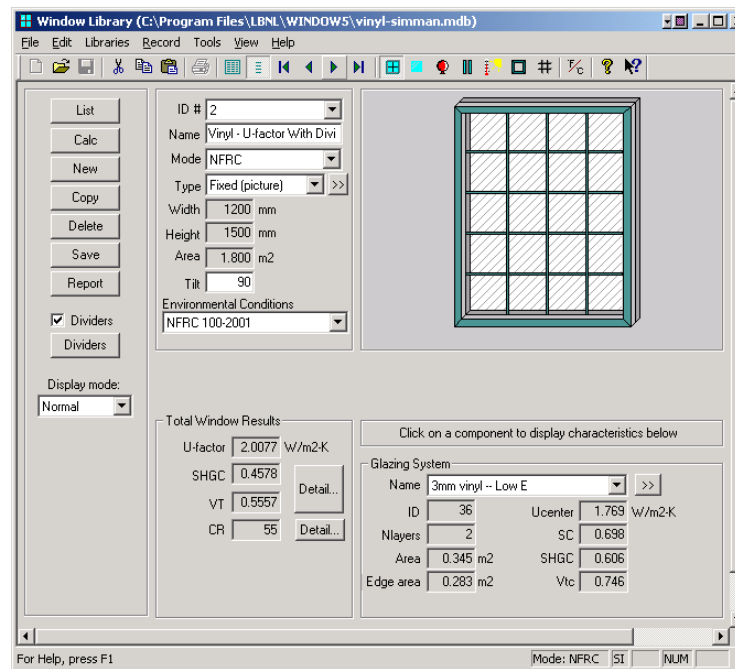 Window Library (C:\Program Files\LBNL\WINDOW5\vinyl-simman.mdb)
File Edit Libraries Record Tools View Help
List
Calc
New
Copy
Delete
Save
Report
Dividers
Dividers
Display mode:
Normal
ID # 2
Name Vinyl - U-factor With Divi
Mode NFRC
Type Fixed (picture) >>
Width 1200 mm
Height 1500 mm
Area 1.800 m2
Tilt 90
Environmental Conditions
NFRC 100-2001
Total Window Results
U-factor 2.0077 W/m2-K
SHGC 0.4578
VT 0.5557
Detail...
CR 55 Detail...
Click on a component to display characteristics below
Glazing System
Name 3mm vinyl -- Low E >>
ID 36 Ucenter 1.769 W/m2-K
Nlayers 2 SC 0.698
Area 0.345 m2 SHGC 0.606
Edge area 0.283 m2 Vtc 0.746
For Help, press F1 Mode: NFRC SI NUM